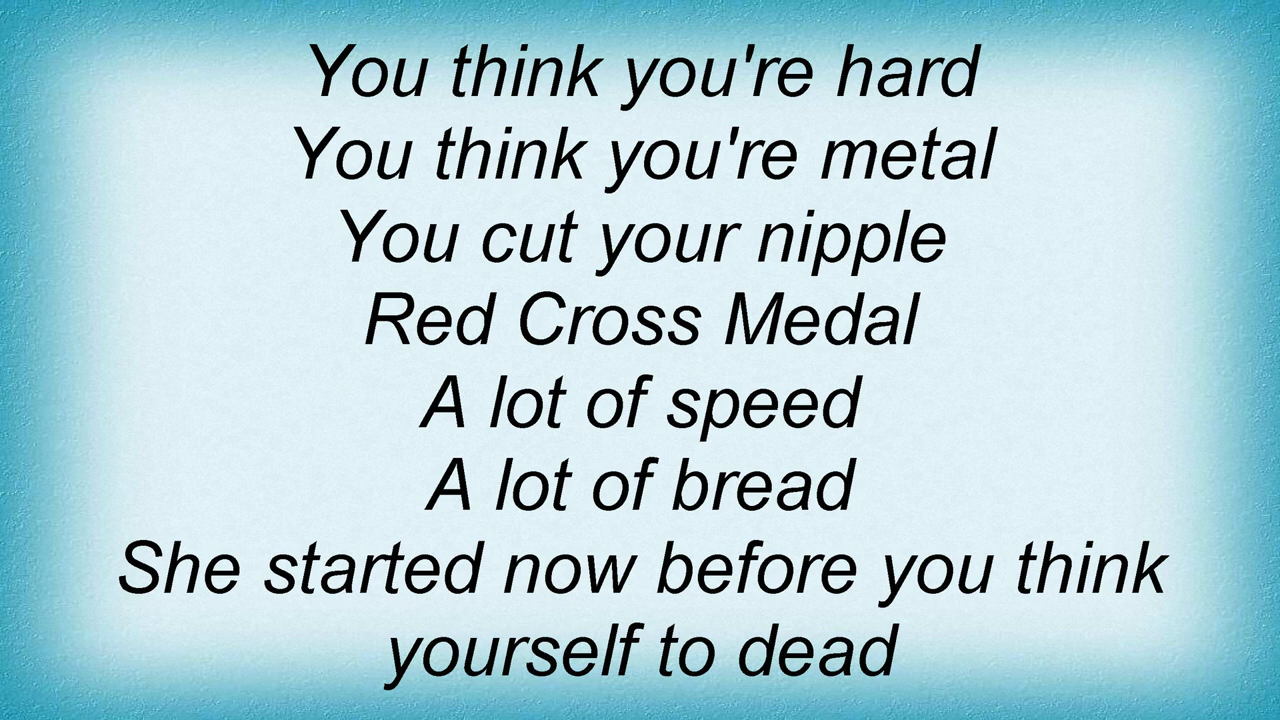 You think you're hard
You think you're metal
You cut your nipple
Red Cross Medal
A lot of speed
A lot of bread
She started now before you think
yourself to dead